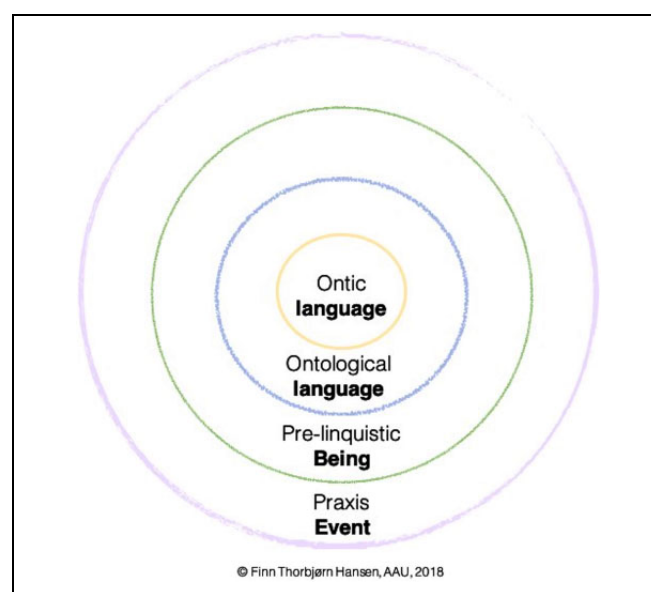 Ontic
language
Ontological
language
Pre-linquistic
Being
Praxis
Event
© Finn Thorbjørn Hansen, AAU, 2018